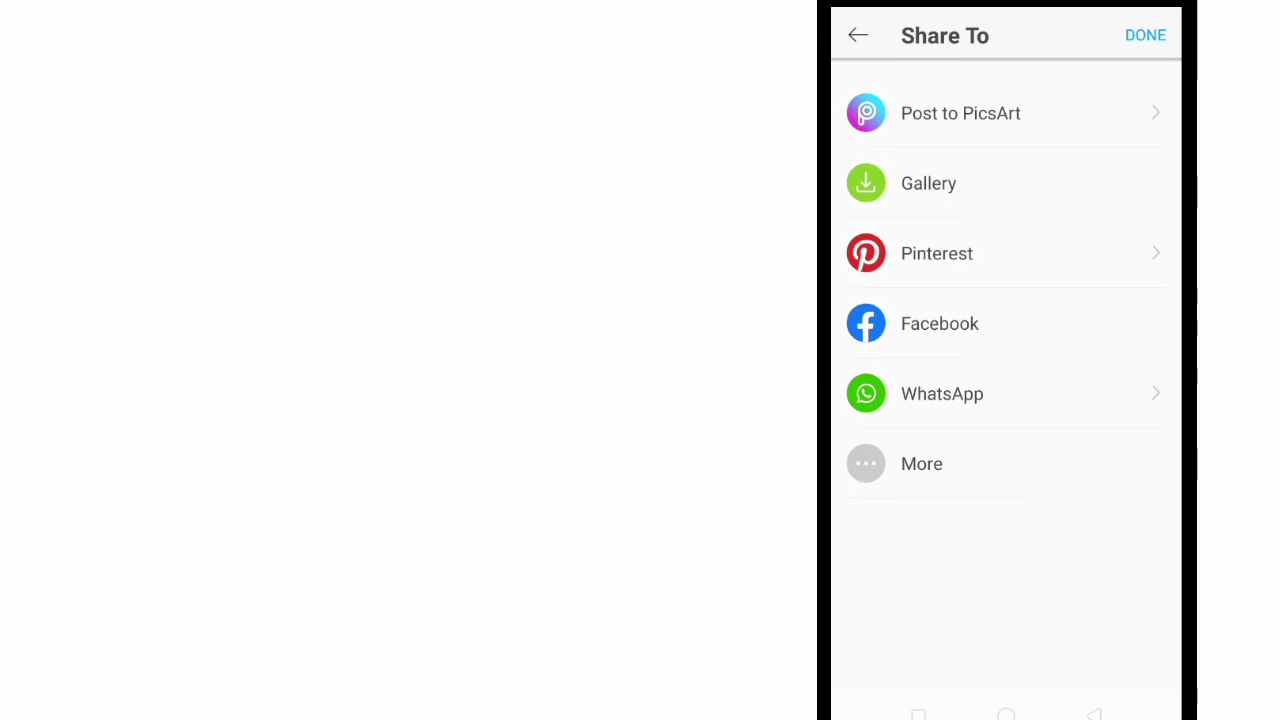 Share To
DONE
Post to PicsArt
Gallery
Pinterest
Facebook
WhatsApp
More